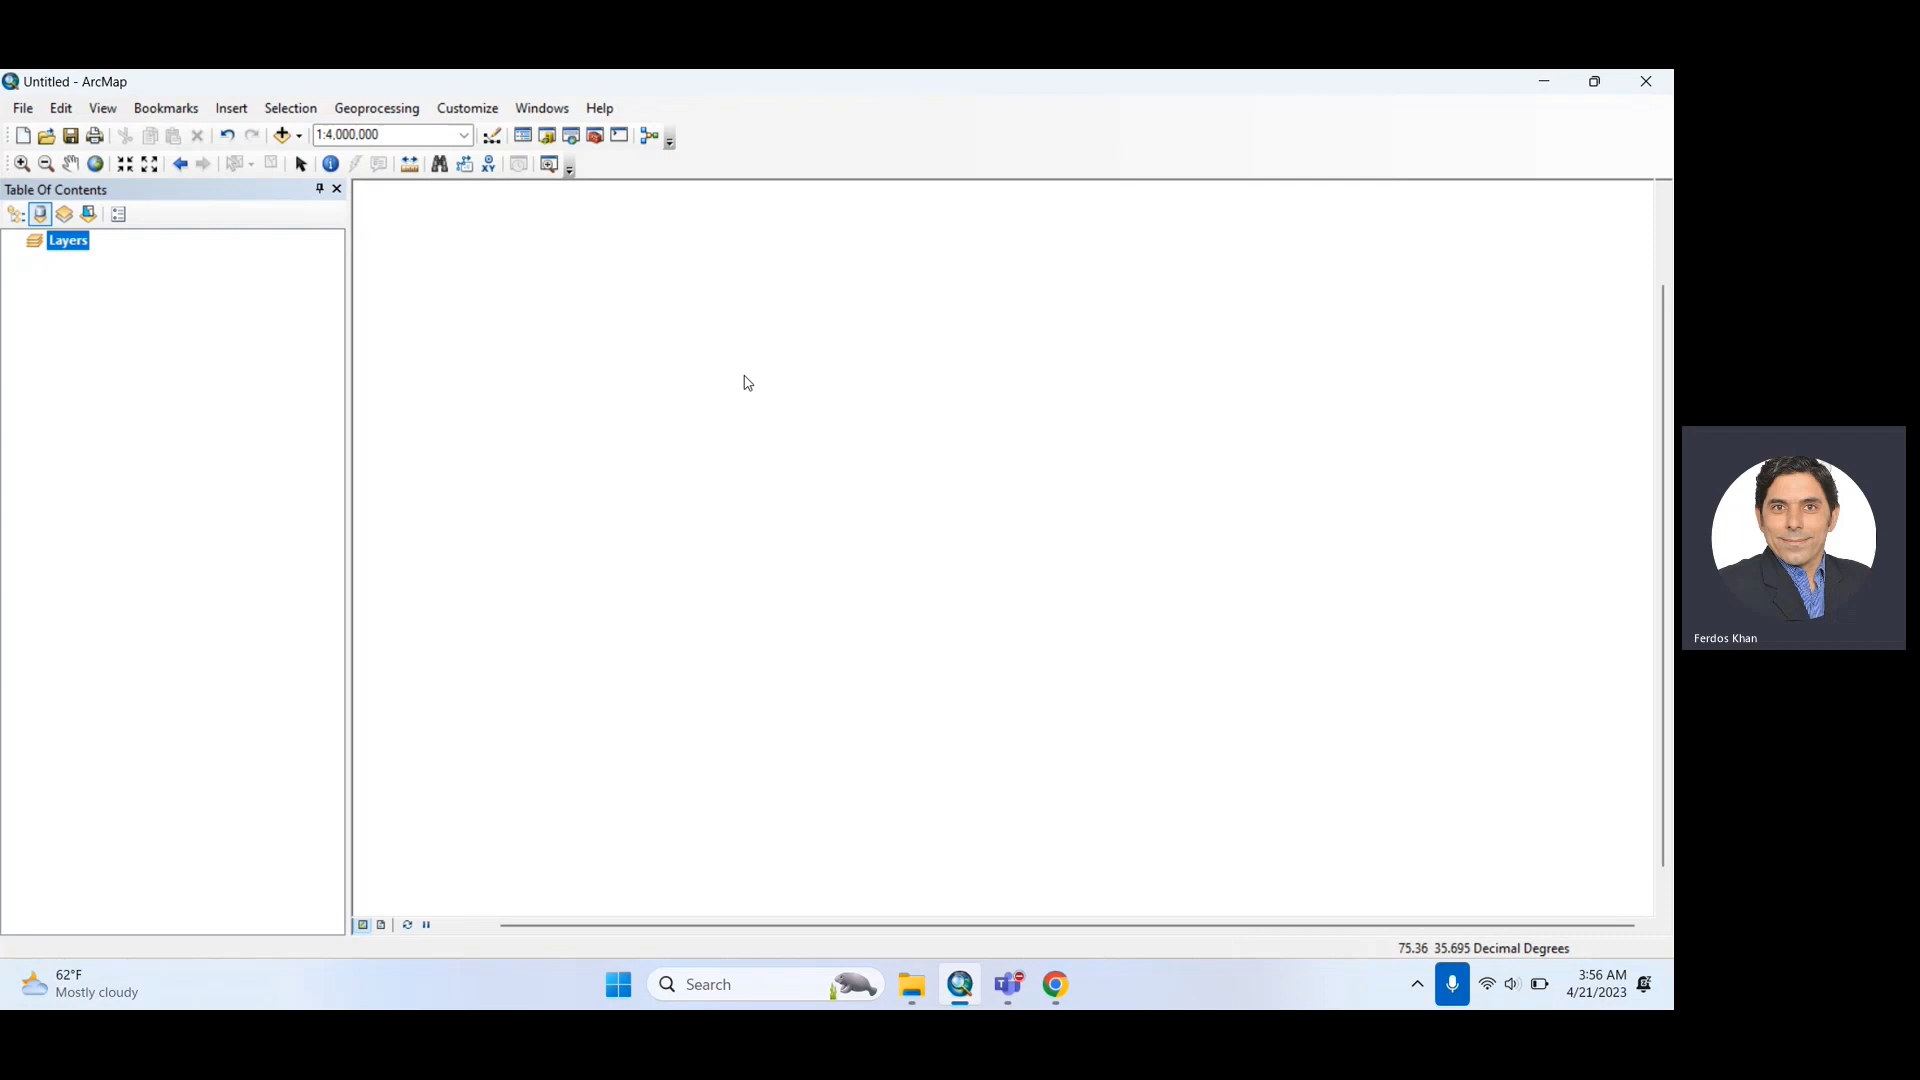 Untitled - ArcMap
File Edit View Bookmarks Insert Selection Geoprocessing Customize Windows Help
1:4,000,000
Table Of Contents
Layers
75.36 35.695 Decimal Degrees
62°F
Mostly cloudy
Search
3:56 AM
4/21/2023
Ferdos Khan